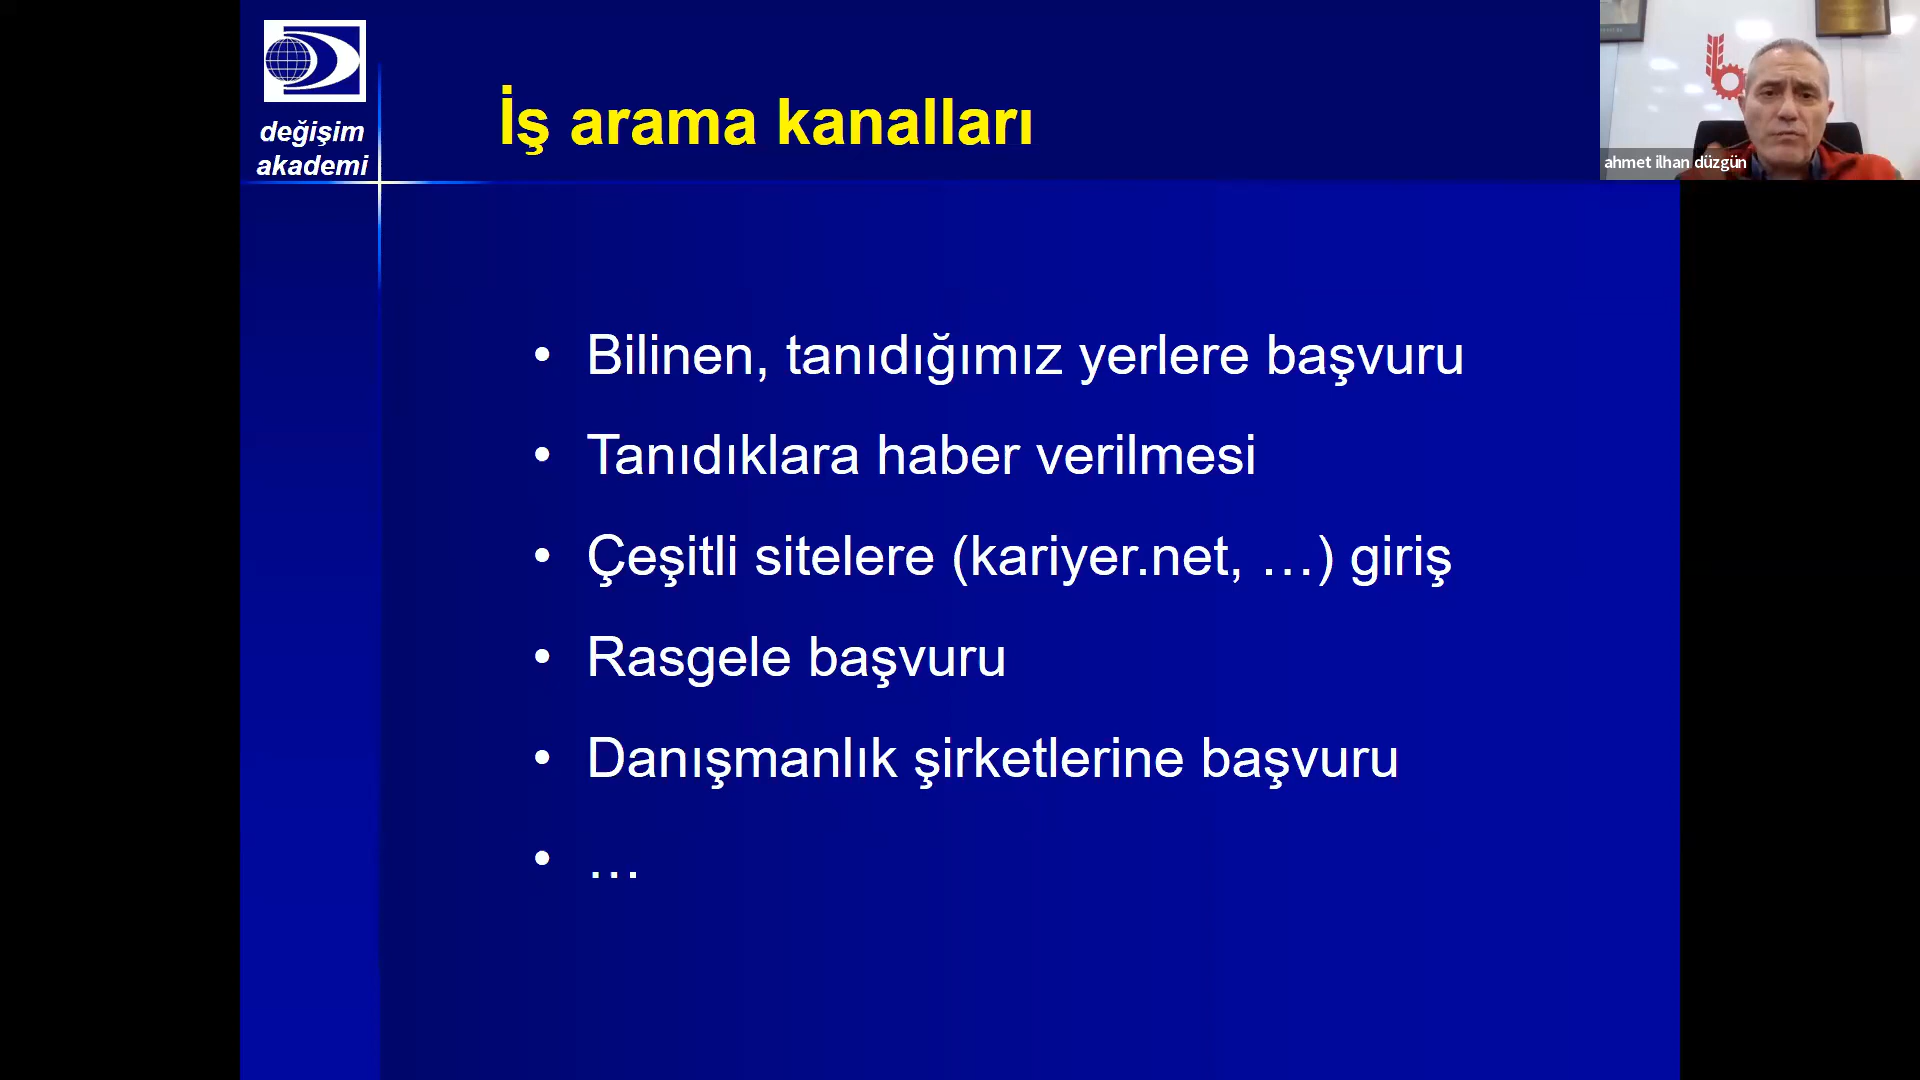 değişim
akademi
İş arama kanalları
ahmet ilhan düzgün
• Bilinen, tanıdığımız yerlere başvuru
• Tanıdıklara haber verilmesi
• Çeşitli sitelere (kariyer.net, …) giriş
• Rasgele başvuru
• Danışmanlık şirketlerine başvuru
• …